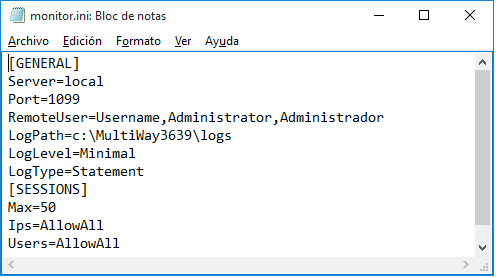 monitor.ini: Bloc de notas
Archivo Edición Formato Ver Ayuda
[GENERAL]
Server=local
Port=1099
RemoteUser=Username,Administrator,Administrador
LogPath=c:\MultiWay3639\logs
LogLevel=Minimal
LogType=Statement
[SESSIONS]
Max=50
Ips=AllowAll
Users=AllowAll